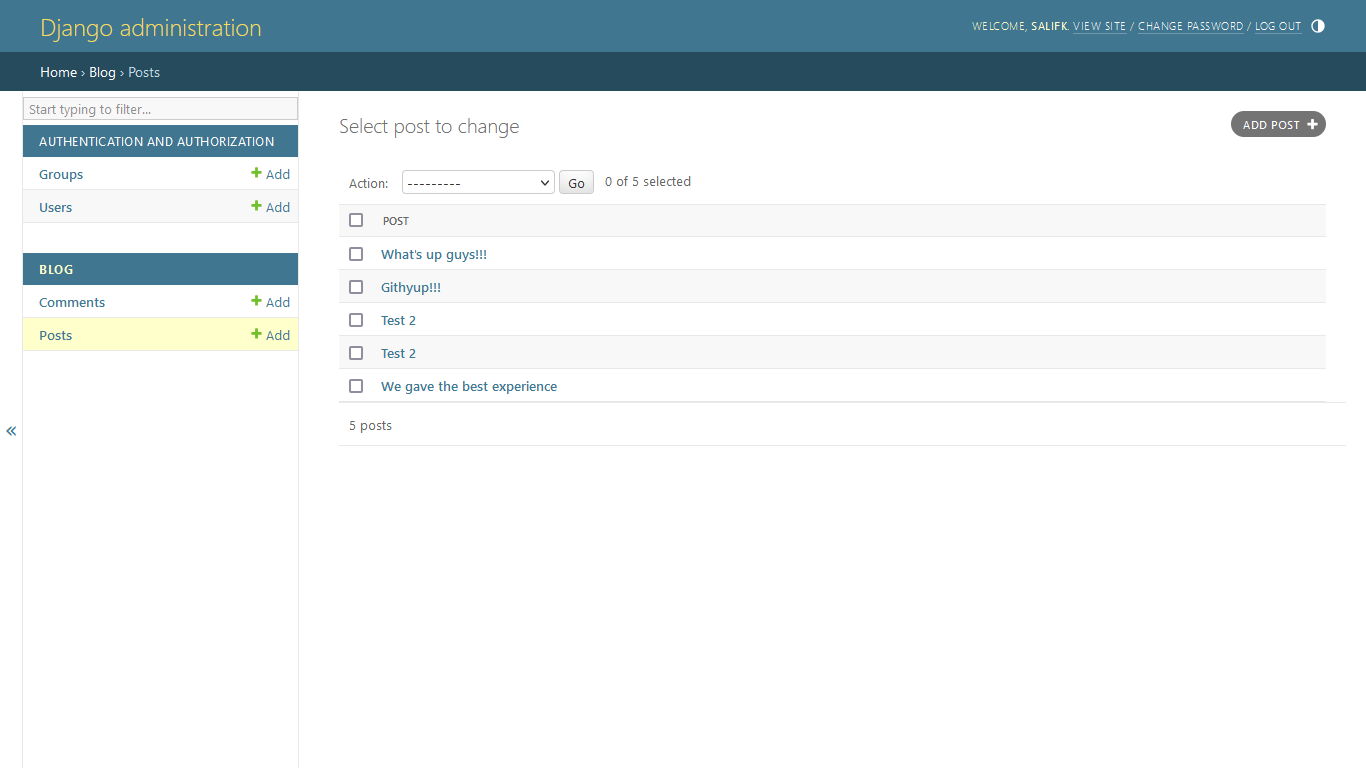 Django administration
WELCOME, SALIFK. VIEW SITE / CHANGE PASSWORD / LOG OUT
Home › Blog › Posts
Start typing to filter...
AUTHENTICATION AND AUTHORIZATION
Groups + Add
Users + Add
BLOG
Comments + Add
Posts + Add
«
Select post to change
ADD POST +
Action: --------- Go 0 of 5 selected
POST
What's up guys!!!
Githyup!!!
Test 2
Test 2
We gave the best experience
5 posts